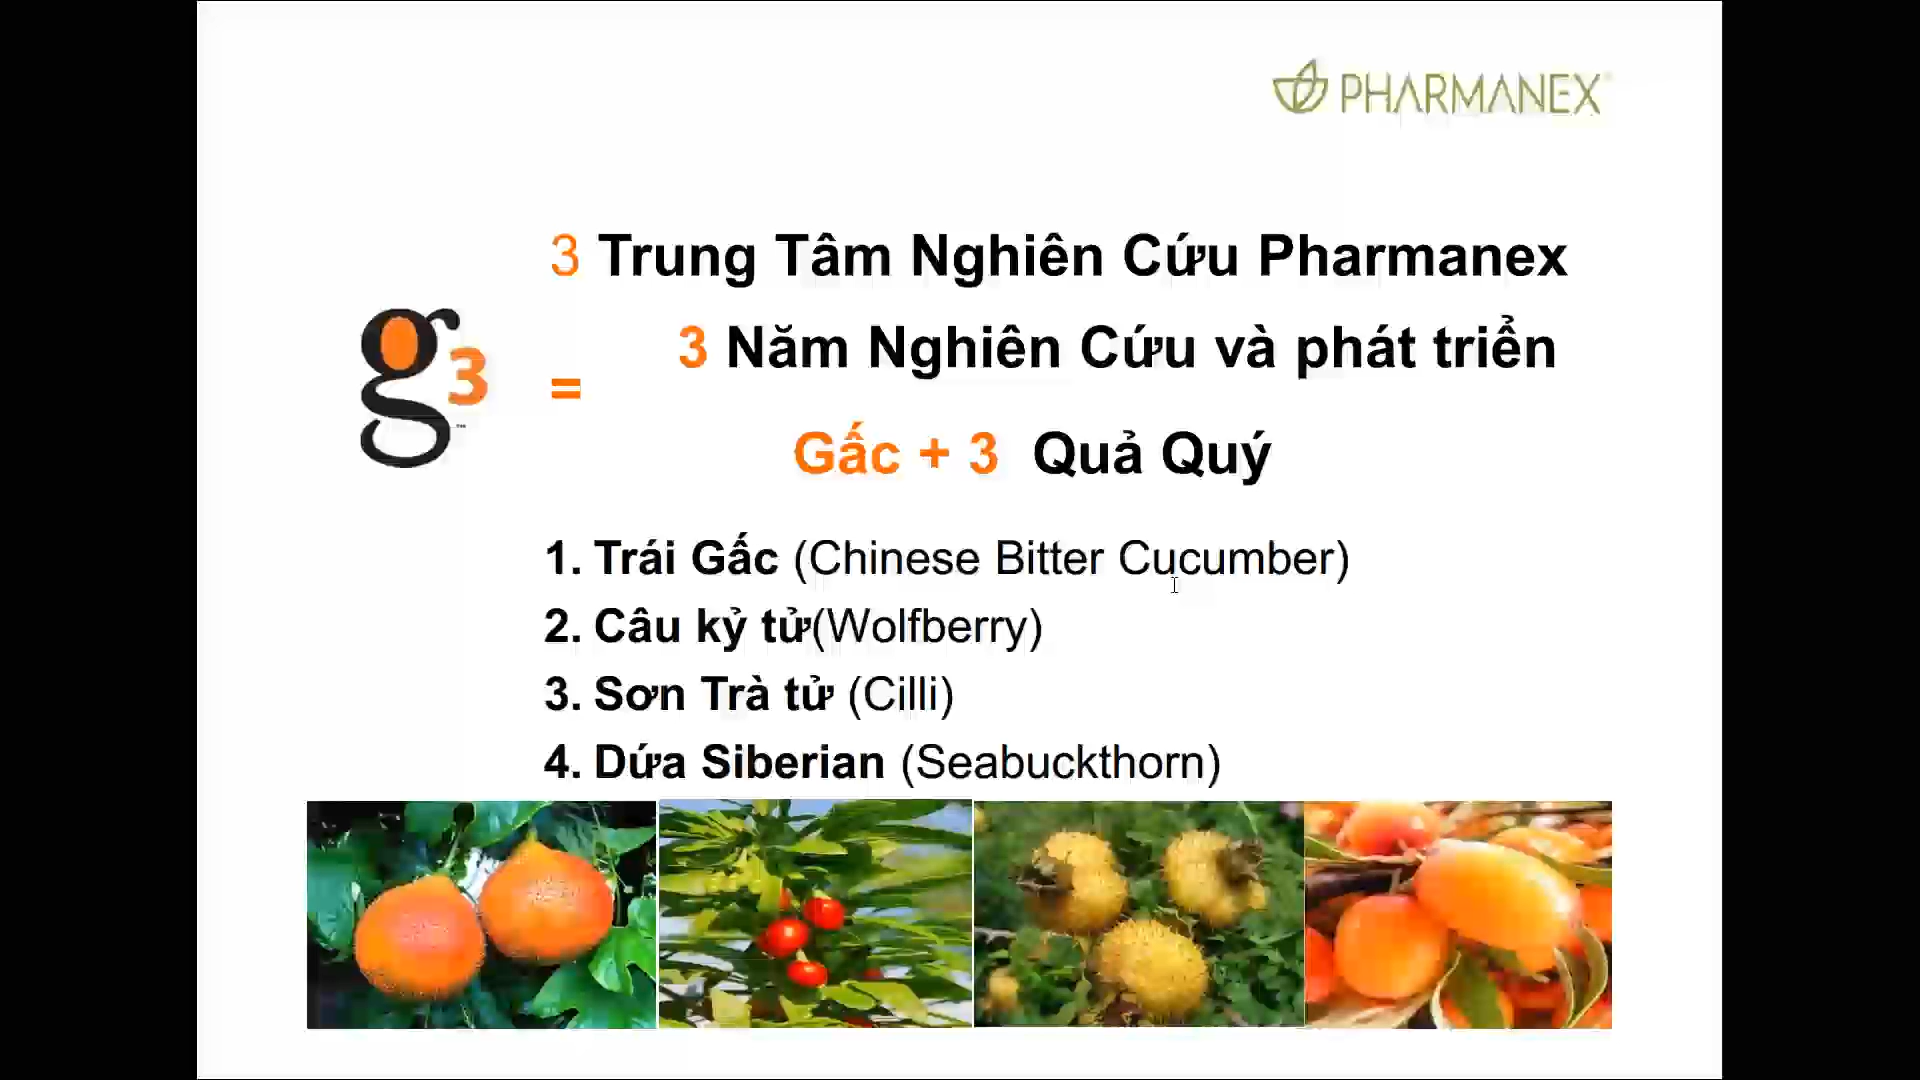 PHARMANEX
3 Trung Tâm Nghiên Cứu Pharmanex
3 Năm Nghiên Cứu và phát triển
g3™ =
Gấc + 3 Quả Quý
1. Trái Gấc (Chinese Bitter Cucumber)
2. Câu kỷ tử(Wolfberry)
3. Sơn Trà tử (Cilli)
4. Dứa Siberian (Seabuckthorn)